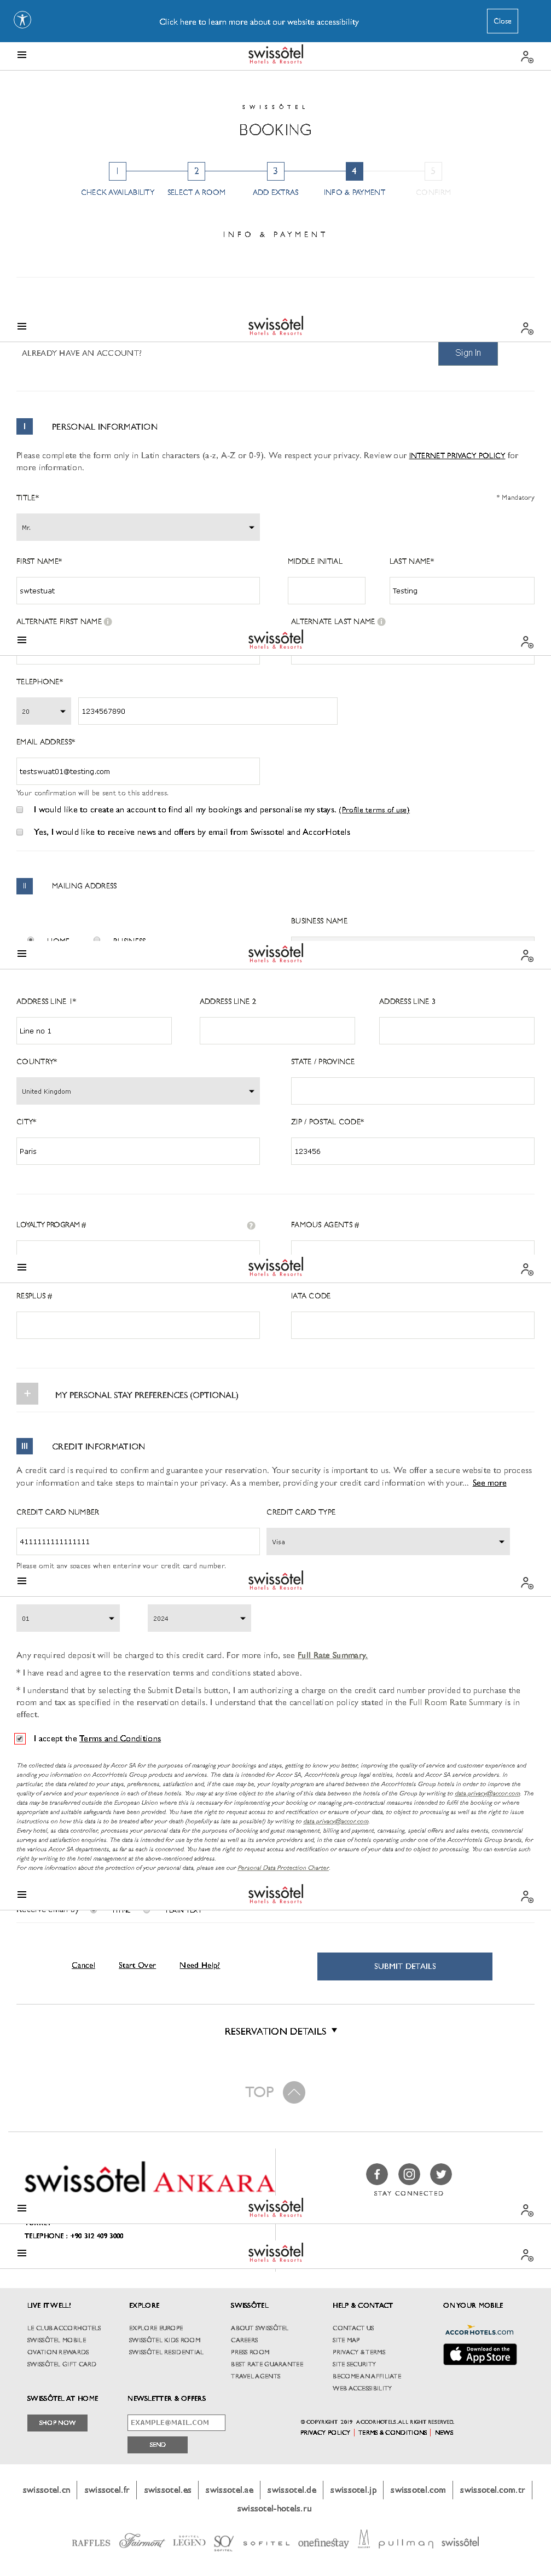 Click here to learn more about our website accessibility
Close
swissôtel
Hotels & Resorts
SWISSÔTEL
BOOKING
1 2 3 4 5
CHECK AVAILABILITY SELECT A ROOM ADD EXTRAS INFO & PAYMENT CONFIRM
INFO & PAYMENT
swissôtel
Hotels & Resorts
ALREADY HAVE AN ACCOUNT?
Sign In
I PERSONAL INFORMATION
Please complete the form only in Latin characters (a-z, A-Z or 0-9). We respect your privacy. Review our INTERNET PRIVACY POLICY for
more information.
TITLE*
* Mandatory
Mr.
FIRST NAME* MIDDLE INITIAL LAST NAME*
swtestuat Testing
ALTERNATE FIRST NAME i ALTERNATE LAST NAME i
swissôtel
Hotels & Resorts
TELEPHONE*
20 1234567890
EMAIL ADDRESS*
testswuat01@testing.com
Your confirmation will be sent to this address.
I would like to create an account to find all my bookings and personalise my stays. (Profile terms of use)
Yes, I would like to receive news and offers by email from Swissotel and AccorHotels
II MAILING ADDRESS
BUSINESS NAME
HOME BUSINESS
swissôtel
Hotels & Resorts
ADDRESS LINE 1* ADDRESS LINE 2 ADDRESS LINE 3
Line no 1
COUNTRY* STATE / PROVINCE
United Kingdom
CITY* ZIP / POSTAL CODE*
Paris 123456
LOYALTY PROGRAM # ? FAMOUS AGENTS #
swissôtel
Hotels & Resorts
RESPLUS # IATA CODE
+ MY PERSONAL STAY PREFERENCES (OPTIONAL)
III CREDIT INFORMATION
A credit card is required to confirm and guarantee your reservation. Your security is important to us. We offer a secure website to process
your information and take steps to maintain your privacy. As a member, providing your credit card information with your... See more
CREDIT CARD NUMBER CREDIT CARD TYPE
4111111111111111 Visa
Please omit any spaces when entering your credit card number.
swissôtel
Hotels & Resorts
01 2024
Any required deposit will be charged to this credit card. For more info, see Full Rate Summary.
* I have read and agree to the reservation terms and conditions stated above.
* I understand that by selecting the Submit Details button, I am authorizing a charge on the credit card number provided to purchase the
room and tax as specified in the reservation details. I understand that the cancellation policy stated in the Full Room Rate Summary is in
effect.
I accept the Terms and Conditions
The collected data is processed by Accor SA for the purposes of managing your bookings and stays, getting to know you better, improving the quality of service and customer experience and
sending you information on AccorHotels Group products and services. The data is intended for Accor SA, AccorHotels group legal entities, hotels and Accor SA service providers. In
particular, the data related to your stays, preferences, satisfaction and, if the case may be, your loyalty program are shared between the AccorHotels Group hotels in order to improve the
quality of service and your experience in each of these hotels. You may at any time object to the sharing of this data between the hotels of the Group by writing to data.privacy@accor.com. The
data may be transferred outside the European Union where this is necessary for implementing your booking or managing pre-contractual measures intended to fulfil the booking or where
appropriate and suitable safeguards have been provided. You have the right to request access to and rectification or erasure of your data, to object to processing as well as the right to issue
instructions on how this data is to be treated after your death (hopefully as late as possible!) by writing to data.privacy@accor.com.
Every hotel, as data controller, processes your personal data for the purposes of booking and guest management, billing and payment, canvassing, special offers and events, commercial
surveys and satisfaction enquiries. The data is intended for use by the hotel as well as its service providers and, in the case of hotels operating under one of the AccorHotels Group brands, for
the various Accor SA departments, as far as each is concerned. You have the right to request access and rectification or erasure of your data or to object to processing. You can exercise such
right by writing to the hotel in which you are staying.
For more information about the protection of your personal data, please see our Personal Data Protection Charter.
swissôtel
Hotels & Resorts
Receive email by HTML PLAIN TEXT
Cancel Start Over Need Help? SUBMIT DETAILS
RESERVATION DETAILS
TOP
swissôtel ANKARA
STAY CONNECTED
swissôtel
Hotels & Resorts
TELEPHONE : +90 312 409 3000
swissôtel
Hotels & Resorts
LIVE IT WELL! EXPLORE SWISSÔTEL HELP & CONTACT ON YOUR MOBILE
LE CLUB ACCORHOTELS EXPLORE EUROPE ABOUT SWISSÔTEL CONTACT US
ACCORHOTELS.com
SWISSÔTEL MOBILE SWISSÔTEL KIDS ROOM CAREERS SITE MAP
OVATION REWARDS SWISSÔTEL RESIDENTIAL PRESS ROOM PRIVACY & TERMS
Download on the
App Store
SWISSÔTEL GIFT CARD BEST RATE GUARANTEE SITE SECURITY
TRAVEL AGENTS BECOME AN AFFILIATE
WEB ACCESSIBILITY
SWISSÔTEL AT HOME NEWSLETTER & OFFERS
SHOP NOW EXAMPLE@MAIL.COM
© COPYRIGHT 2019 ACCORHOTELS. ALL RIGHT RESERVED.
PRIVACY POLICY | TERMS & CONDITIONS | NEWS
SEND
swissotel.cn swissotel.fr swissotel.es swissotel.ae swissotel.de swissotel.jp swissotel.com swissotel.com.tr
swissotel-hotels.ru
RAFFLES Fairmont SOFITEL LEGEND SO/ SOFITEL SOFITEL onefinestay M pullman swissôtel